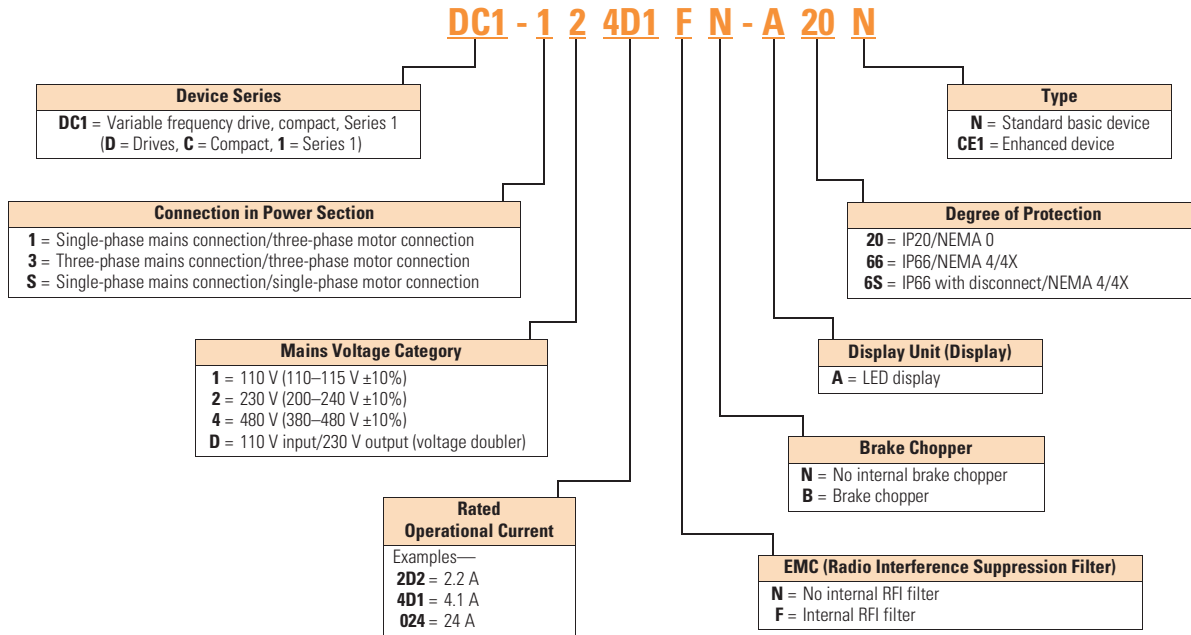 DC1 - 1 2 4D1 F N - A 20 N
Device Series
DC1 = Variable frequency drive, compact, Series 1
(D = Drives, C = Compact, 1 = Series 1)
Type
N = Standard basic device
CE1 = Enhanced device
Connection in Power Section
1 = Single-phase mains connection/three-phase motor connection
3 = Three-phase mains connection/three-phase motor connection
S = Single-phase mains connection/single-phase motor connection
Degree of Protection
20 = IP20/NEMA 0
66 = IP66/NEMA 4/4X
6S = IP66 with disconnect/NEMA 4/4X
Mains Voltage Category
1 = 110 V (110–115 V ±10%)
2 = 230 V (200–240 V ±10%)
4 = 480 V (380–480 V ±10%)
D = 110 V input/230 V output (voltage doubler)
Display Unit (Display)
A = LED display
Brake Chopper
N = No internal brake chopper
B = Brake chopper
Rated
Operational Current
Examples—
2D2 = 2.2 A
4D1 = 4.1 A
024 = 24 A
EMC (Radio Interference Suppression Filter)
N = No internal RFI filter
F = Internal RFI filter